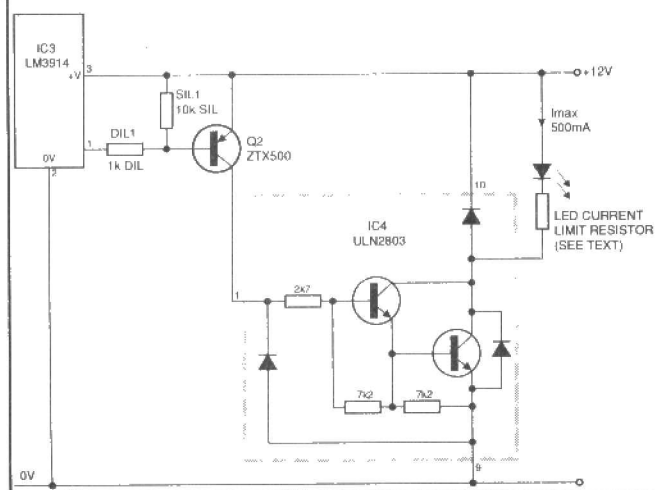 IC3
LM3914
+V
3
SIL1
10k SIL
DIL1
1
1k DIL
0V
2
Q2
ZTX500
+12V
Imax
500mA
10
LED CURRENT
LIMIT RESISTOR
(SEE TEXT)
IC4
ULN2803
1
2k7
7k2
7k2
9
0V